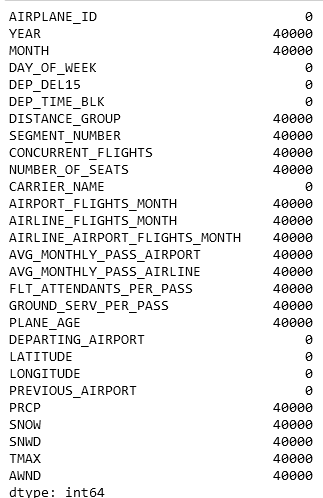 AIRPLANE_ID 0
YEAR 40000
MONTH 40000
DAY_OF_WEEK 0
DEP_DEL15 0
DEP_TIME_BLK 0
DISTANCE_GROUP 40000
SEGMENT_NUMBER 40000
CONCURRENT_FLIGHTS 40000
NUMBER_OF_SEATS 40000
CARRIER_NAME 0
AIRPORT_FLIGHTS_MONTH 40000
AIRLINE_FLIGHTS_MONTH 40000
AIRLINE_AIRPORT_FLIGHTS_MONTH 40000
AVG_MONTHLY_PASS_AIRPORT 40000
AVG_MONTHLY_PASS_AIRLINE 40000
FLT_ATTENDANTS_PER_PASS 40000
GROUND_SERV_PER_PASS 40000
PLANE_AGE 40000
DEPARTING_AIRPORT 0
LATITUDE 0
LONGITUDE 0
PREVIOUS_AIRPORT 0
PRCP 40000
SNOW 40000
SNWD 40000
TMAX 40000
AWND 40000
dtype: int64